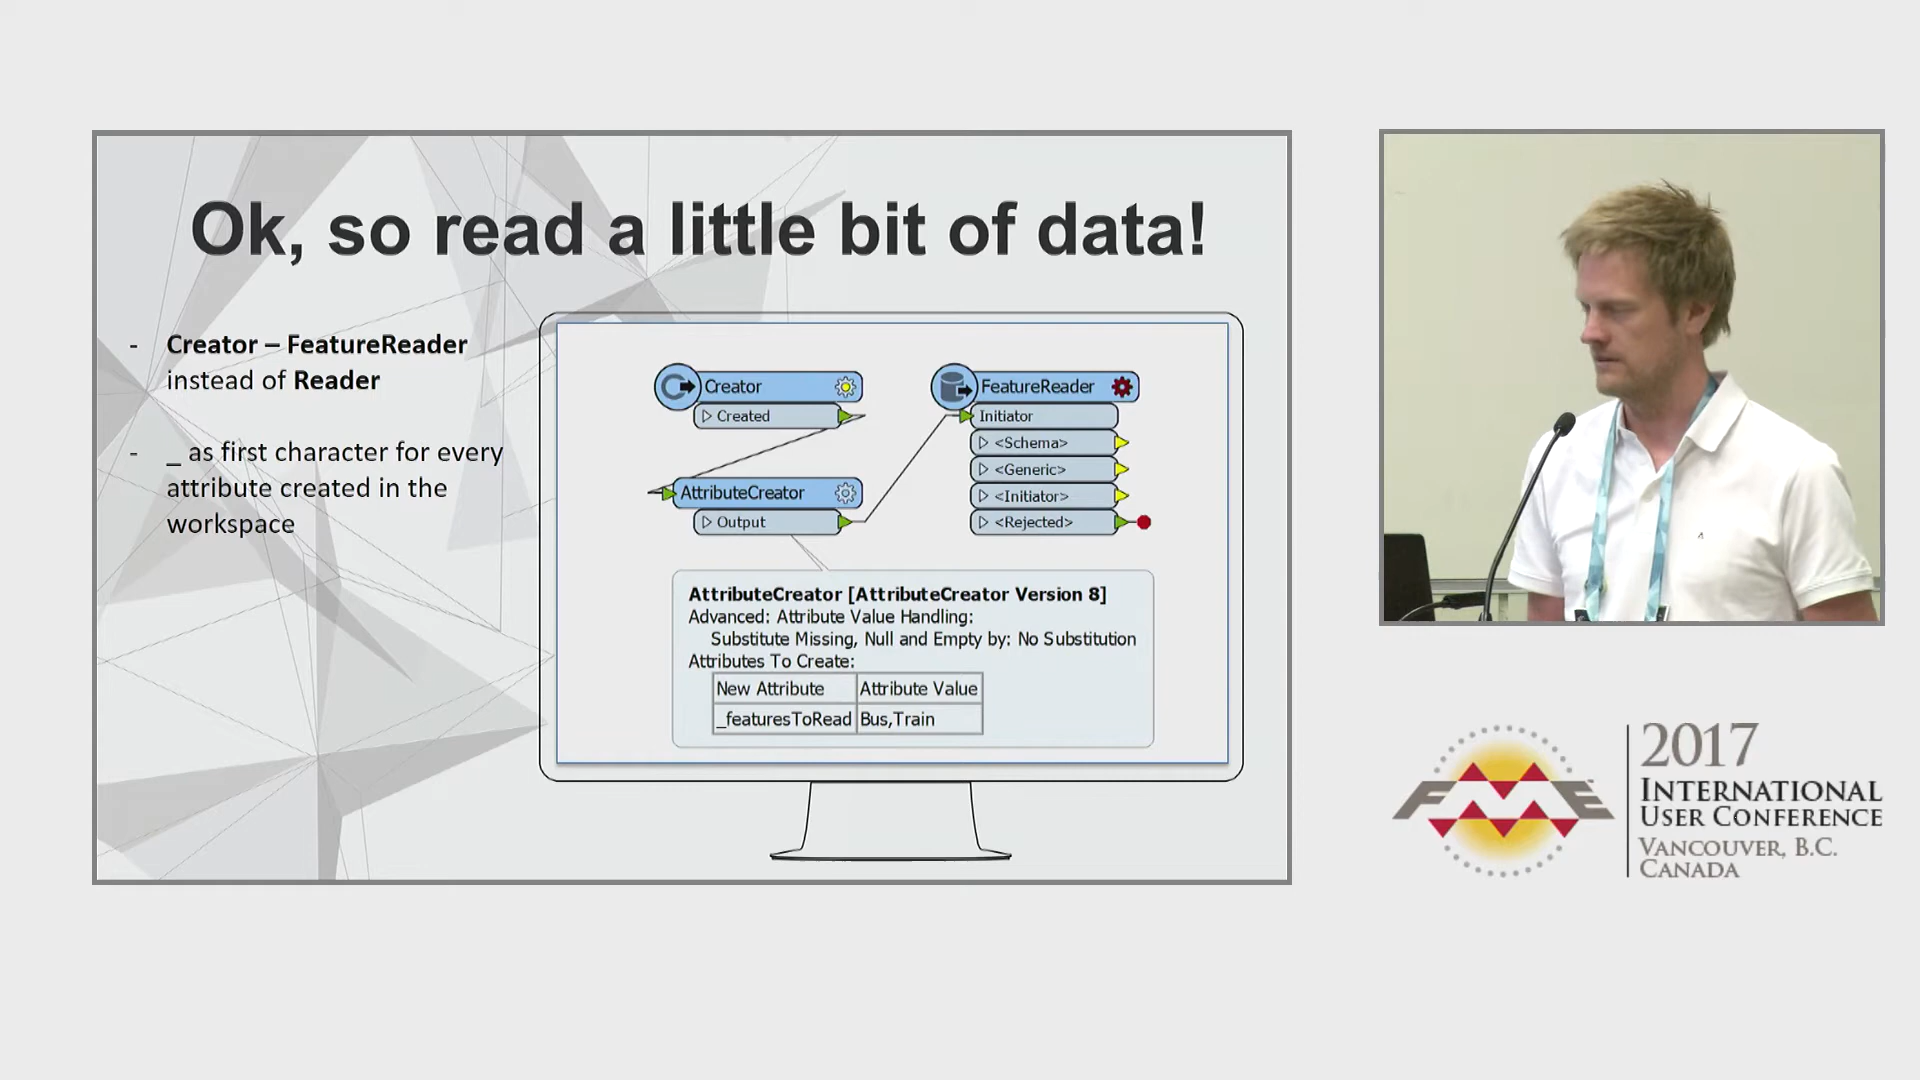 Ok, so read a little bit of data!
- Creator – FeatureReader
instead of Reader
- _ as first character for every
attribute created in the
workspace
Creator
Created
AttributeCreator
Output
FeatureReader
Initiator
<Schema>
<Generic>
<Initiator>
<Rejected>
AttributeCreator [AttributeCreator Version 8]
Advanced: Attribute Value Handling:
Substitute Missing, Null and Empty by: No Substitution
Attributes To Create:
New Attribute Attribute Value
_featuresToRead Bus,Train
FME
2017
INTERNATIONAL
USER CONFERENCE
VANCOUVER, B.C.
CANADA